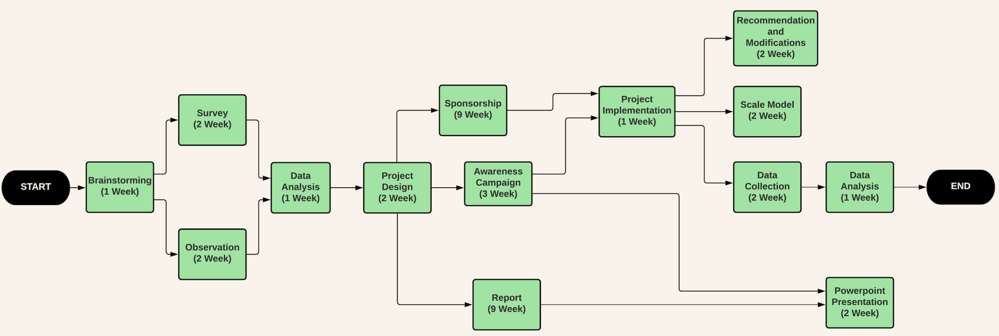 START
Brainstorming
(1 Week)
Survey
(2 Week)
Observation
(2 Week)
Data
Analysis
(1 Week)
Project
Design
(2 Week)
Sponsorship
(9 Week)
Awareness
Campaign
(3 Week)
Report
(9 Week)
Project
Implementation
(1 Week)
Recommendation
and
Modifications
(2 Week)
Scale Model
(2 Week)
Data
Collection
(2 Week)
Data
Analysis
(1 Week)
Powerpoint
Presentation
(2 Week)
END